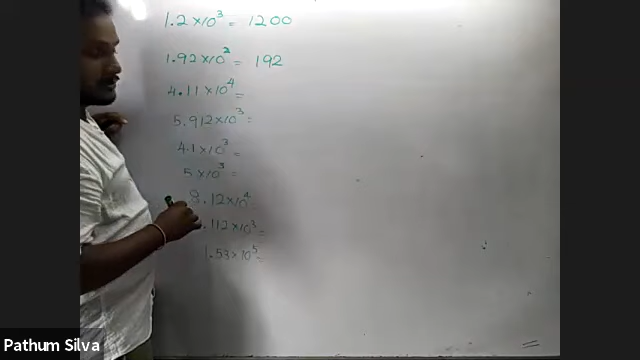 1.2 × 10³ = 1200
1.92 × 10² = 192
4.11 × 10⁴ =
5.912 × 10³ =
4.1 × 10³ =
5 × 10³ =
8.12 × 10⁴ =
.112 × 10³ =
1.53 × 10⁵ =
Pathum Silva